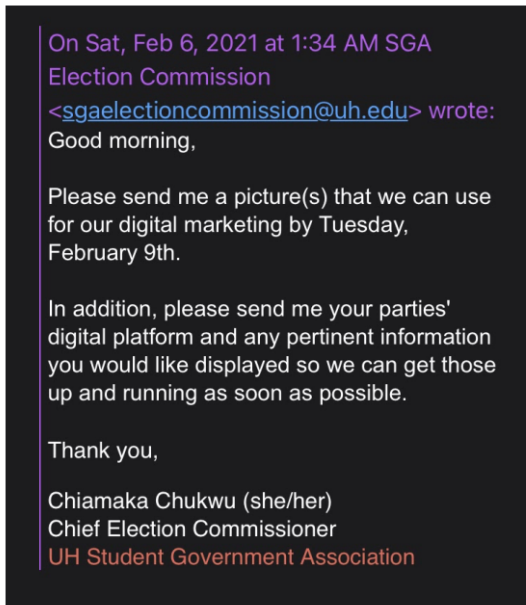 On Sat, Feb 6, 2021 at 1:34 AM SGA
Election Commission
<sgaelectioncommission@uh.edu> wrote:
Good morning,
Please send me a picture(s) that we can use
for our digital marketing by Tuesday,
February 9th.
In addition, please send me your parties'
digital platform and any pertinent information
you would like displayed so we can get those
up and running as soon as possible.
Thank you,
Chiamaka Chukwu (she/her)
Chief Election Commissioner
UH Student Government Association